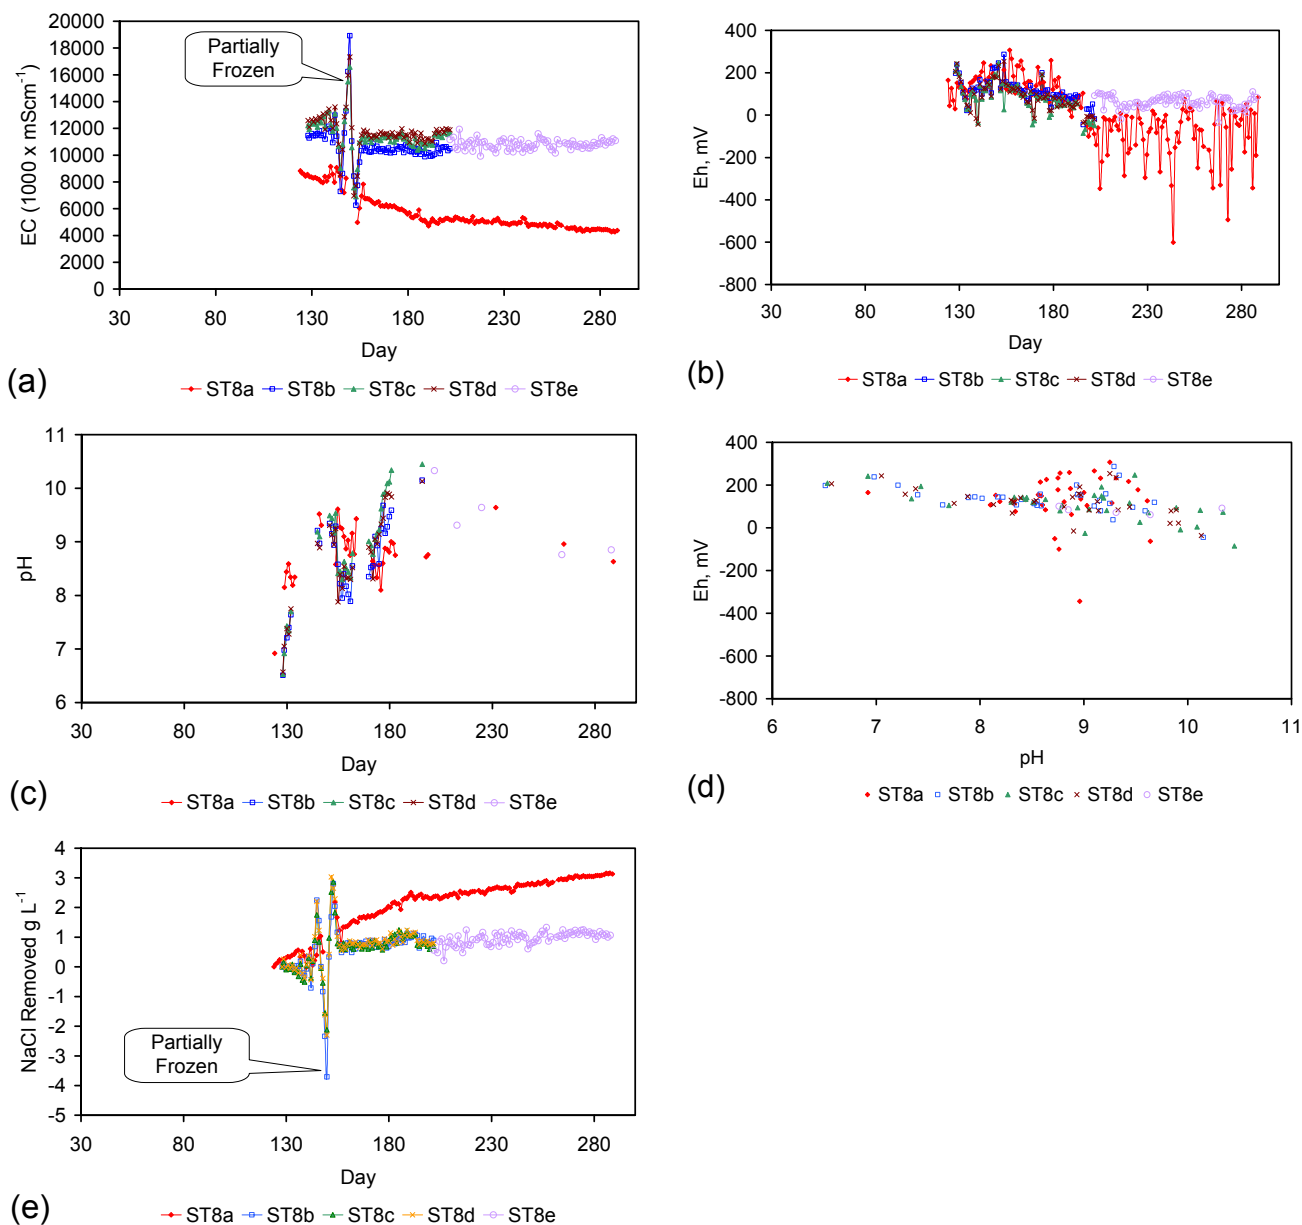 20000
18000
16000
14000
12000
10000
8000
6000
4000
2000
0
EC (1000 x mScm⁻¹)
Partially
Frozen
30 80 130 180 230 280
Day
(a)
ST8a ST8b ST8c ST8d ST8e
400
200
0
-200
-400
-600
-800
Eh, mV
30 80 130 180 230 280
Day
(b)
ST8a ST8b ST8c ST8d ST8e
11
10
9
8
7
6
pH
30 80 130 180 230 280
Day
(c)
ST8a ST8b ST8c ST8d ST8e
400
200
0
-200
-400
-600
-800
Eh, mV
6 7 8 9 10 11
pH
(d)
ST8a ST8b ST8c ST8d ST8e
4
3
2
1
0
-1
-2
-3
-4
-5
NaCl Removed g L⁻¹
Partially
Frozen
30 80 130 180 230 280
Day
(e)
ST8a ST8b ST8c ST8d ST8e